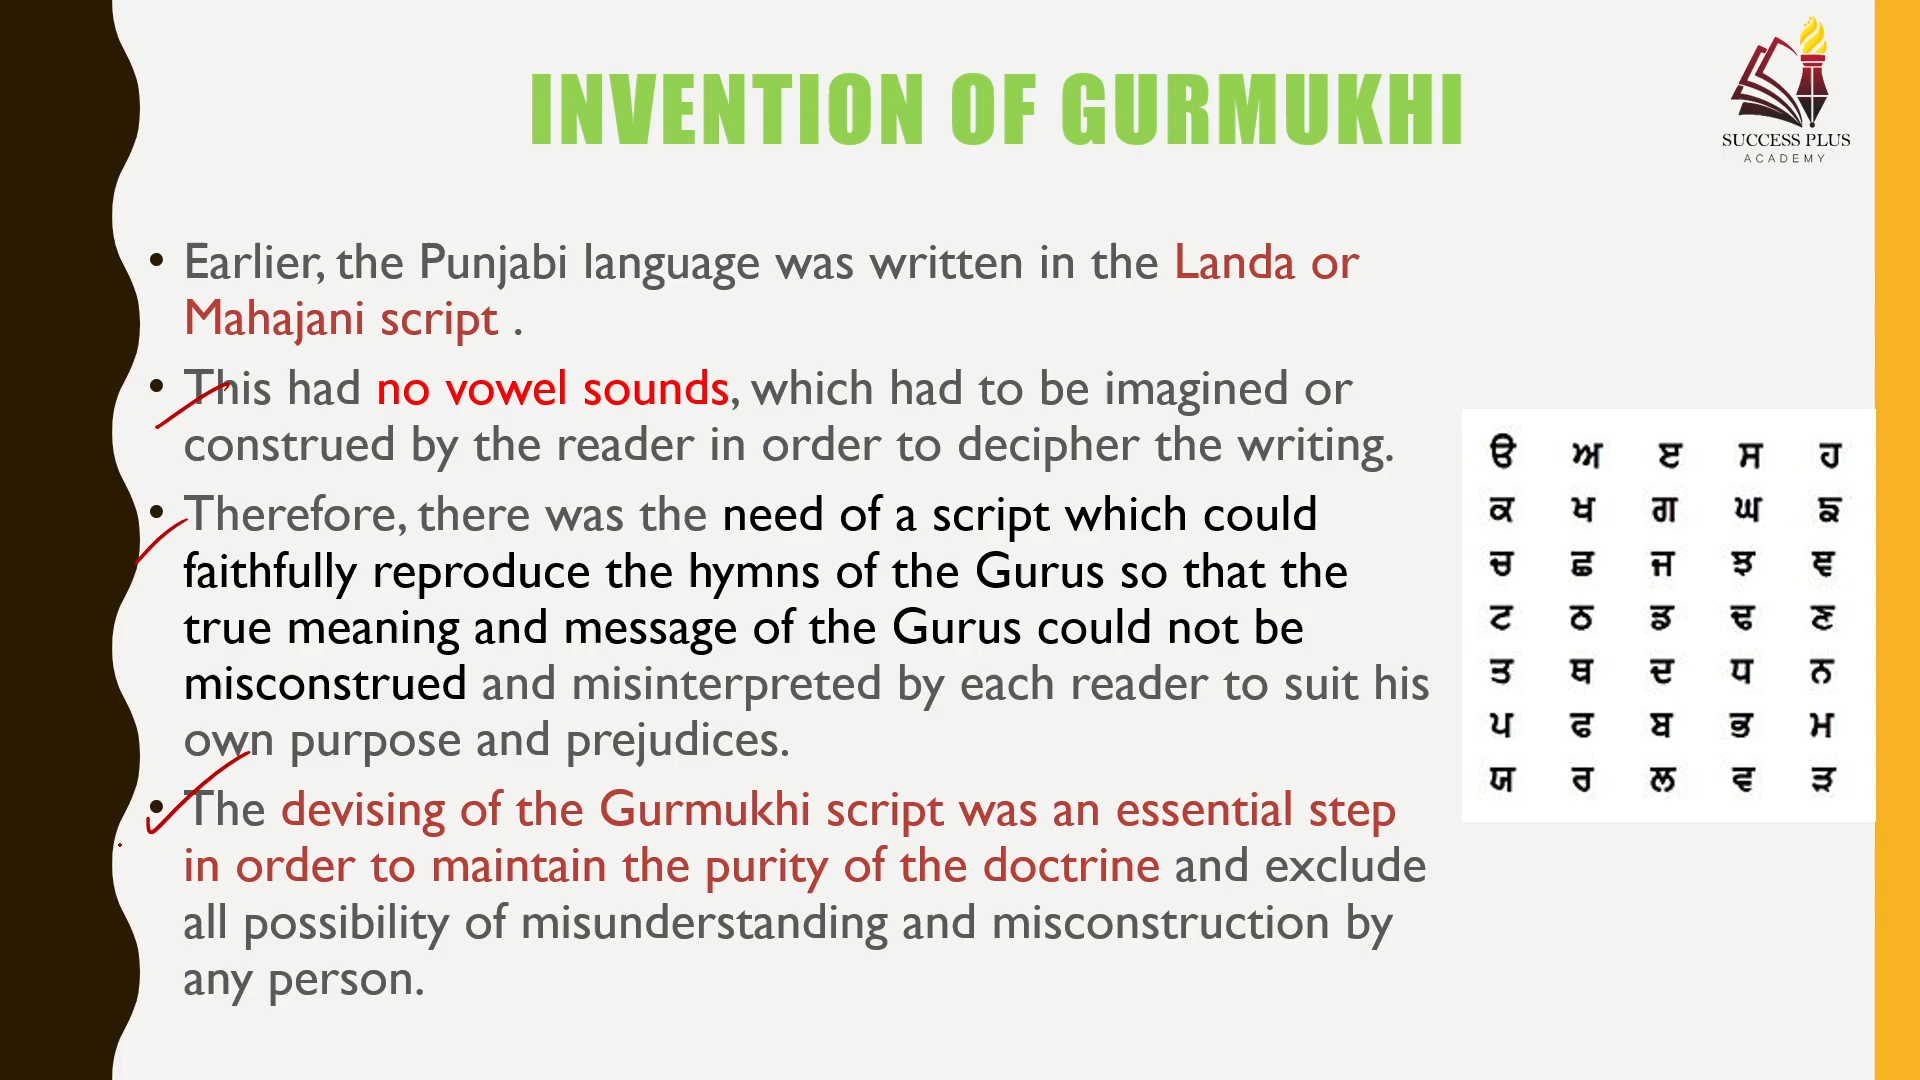 INVENTION OF GURMUKHI
SUCCESS PLUS
ACADEMY
• Earlier, the Punjabi language was written in the Landa or
Mahajani script .
• This had no vowel sounds, which had to be imagined or
construed by the reader in order to decipher the writing.
• Therefore, there was the need of a script which could
faithfully reproduce the hymns of the Gurus so that the
true meaning and message of the Gurus could not be
misconstrued and misinterpreted by each reader to suit his
own purpose and prejudices.
• The devising of the Gurmukhi script was an essential step
in order to maintain the purity of the doctrine and exclude
all possibility of misunderstanding and misconstruction by
any person.
ੳ ਅ ੲ ਸ ਹ
ਕ ਖ ਗ ਘ ਙ
ਚ ਛ ਜ ਝ ਞ
ਟ ਠ ਡ ਢ ਣ
ਤ ਥ ਦ ਧ ਨ
ਪ ਫ ਬ ਭ ਮ
ਯ ਰ ਲ ਵ ੜ